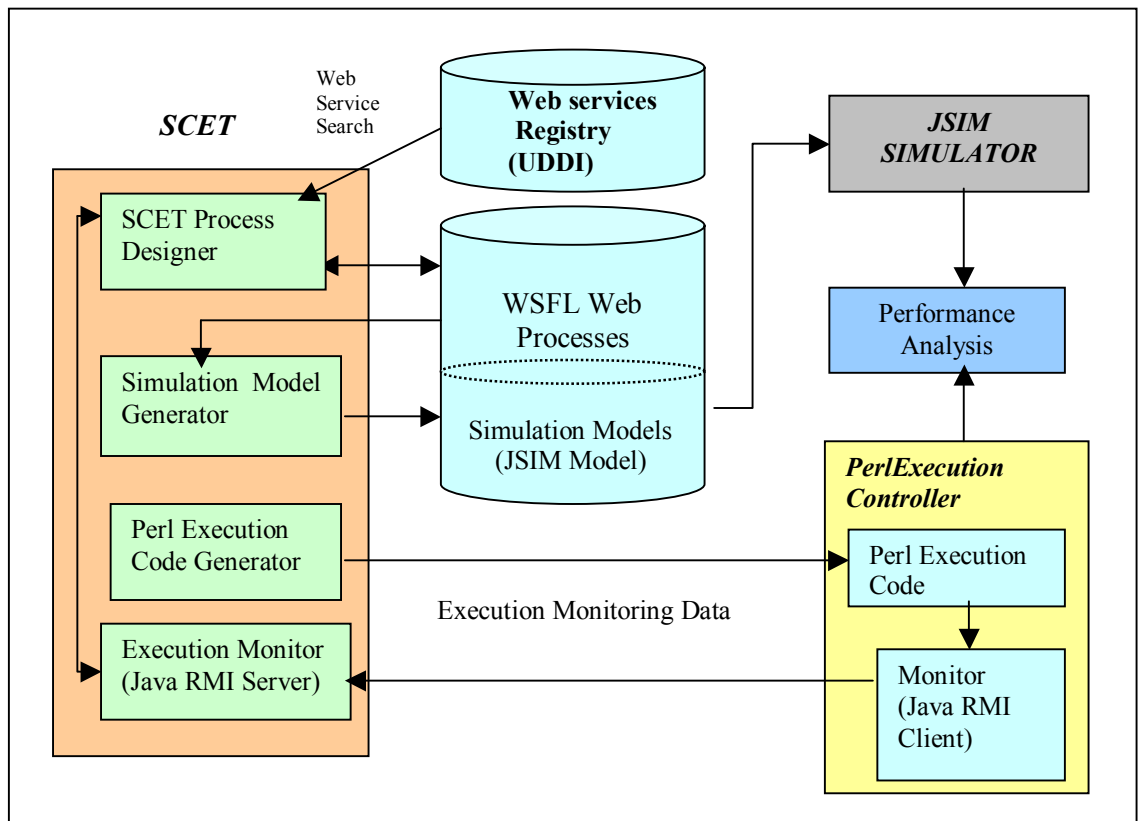 Web
Service
Search
SCET
Web services
Registry
(UDDI)
JSIM
SIMULATOR
SCET Process
Designer
WSFL Web
Processes
Performance
Analysis
Simulation Model
Generator
Simulation Models
(JSIM Model)
PerlExecution
Controller
Perl Execution
Code Generator
Perl Execution
Code
Execution Monitoring Data
Execution Monitor
(Java RMI Server)
Monitor
(Java RMI
Client)